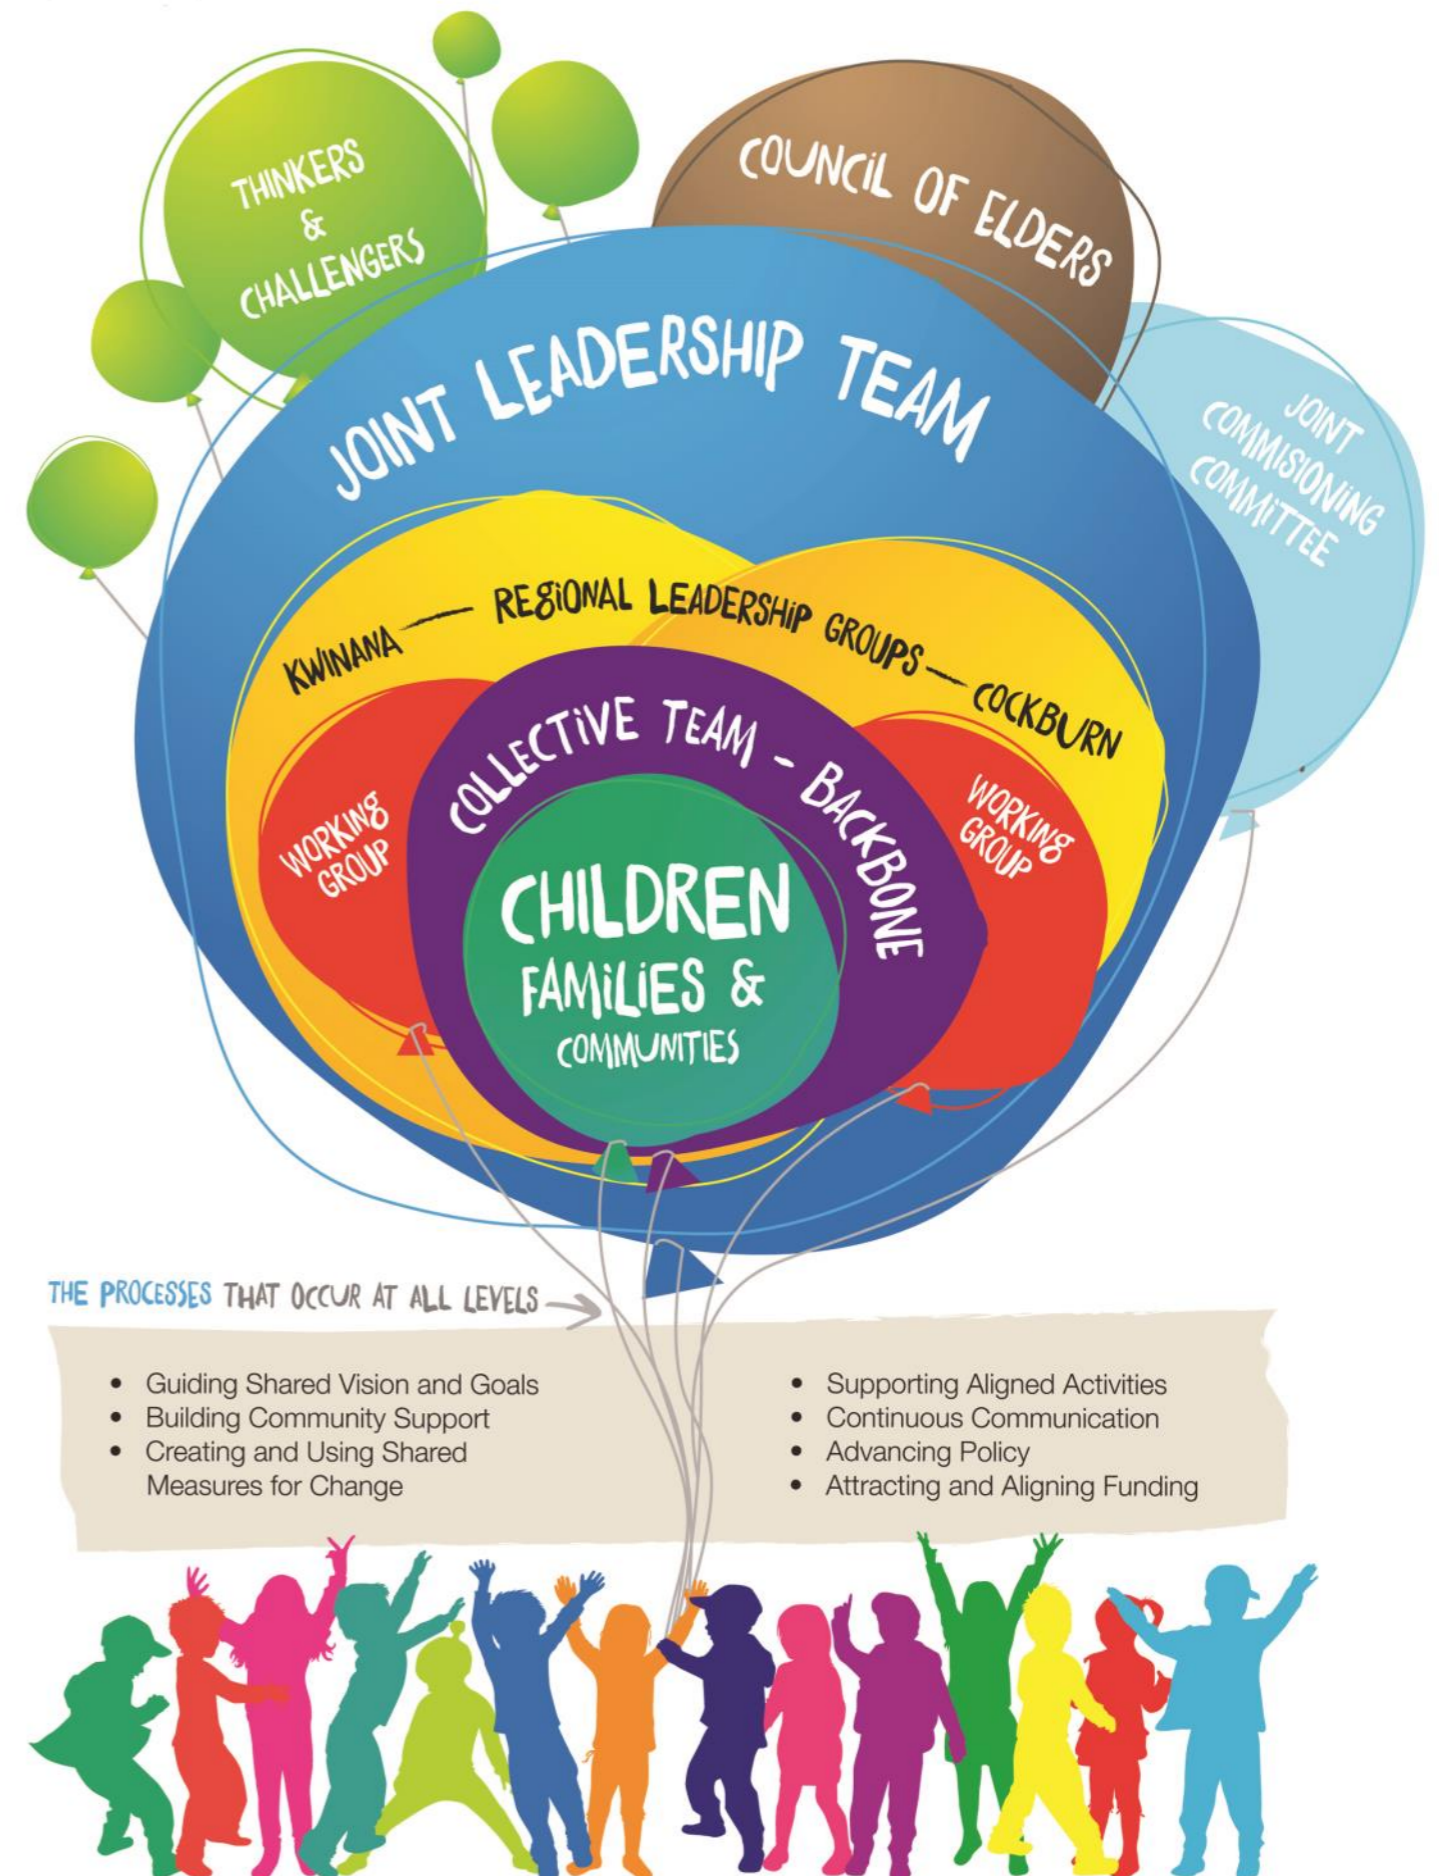 THINKERS
&
CHALLENGERS
COUNCIL OF ELDERS
JOINT LEADERSHIP TEAM
JOINT
COMMISIONING
COMMITTEE
KWINANA — REGIONAL LEADERSHIP GROUPS — COCKBURN
COLLECTIVE TEAM - BACKBONE
WORKING
GROUP
WORKING
GROUP
CHILDREN
FAMILIES &
COMMUNITIES
THE PROCESSES THAT OCCUR AT ALL LEVELS
• Guiding Shared Vision and Goals
• Building Community Support
• Creating and Using Shared
Measures for Change
• Supporting Aligned Activities
• Continuous Communication
• Advancing Policy
• Attracting and Aligning Funding